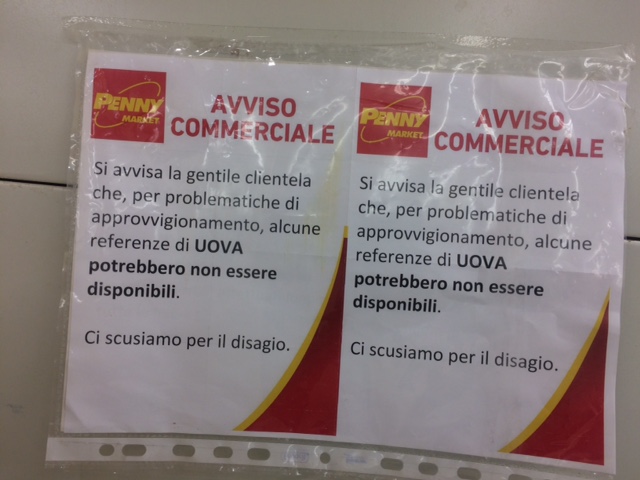 PENNY
MARKET
AVVISO
COMMERCIALE
Si avvisa la gentile clientela
che, per problematiche di
approvvigionamento, alcune
referenze di UOVA
potrebbero non essere
disponibili.
Ci scusiamo per il disagio.
PENNY
MARKET
AVVISO
COMMERCIALE
Si avvisa la gentile clientela
che, per problematiche di
approvvigionamento, alcune
referenze di UOVA
potrebbero non essere
disponibili.
Ci scusiamo per il disagio.